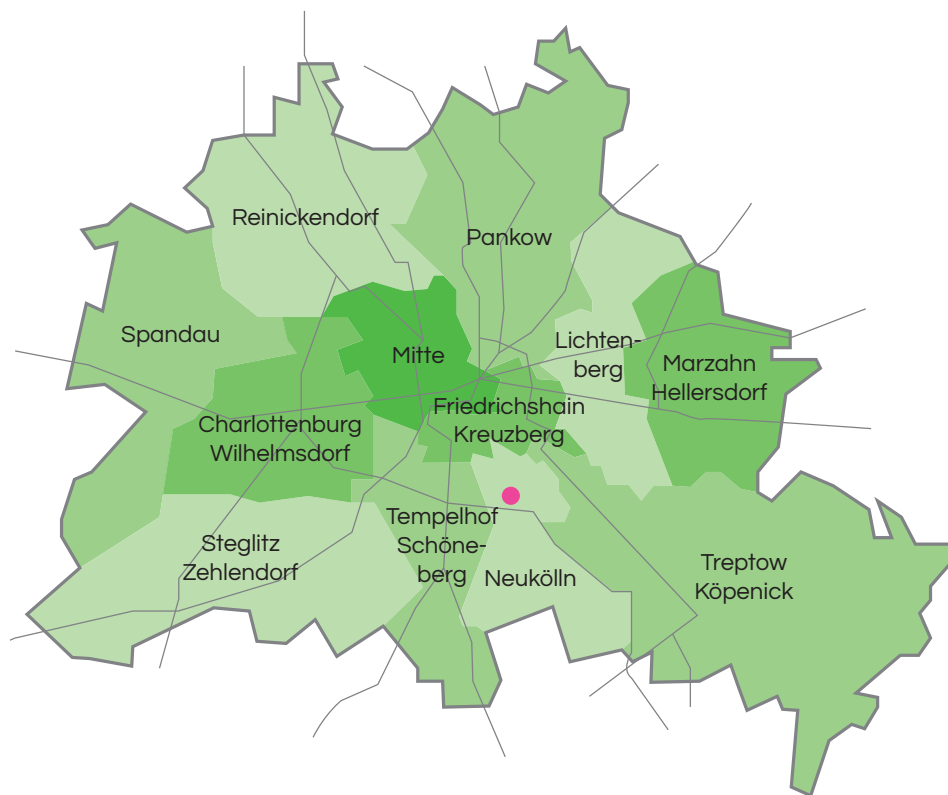 Reinickendorf
Pankow
Spandau
Mitte
Lichten-
berg
Marzahn
Hellersdorf
Friedrichshain
Kreuzberg
Charlottenburg
Wilhelmsdorf
Tempelhof
Schöne-
berg
Steglitz
Zehlendorf
Neukölln
Treptow
Köpenick